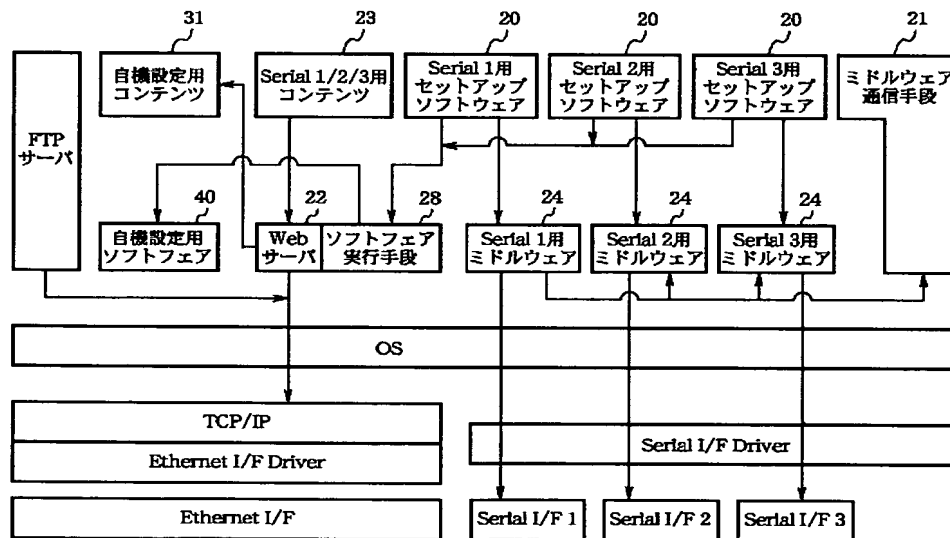 31
23
20
20
20
21
自機設定用
コンテンツ
Serial 1/2/3用
コンテンツ
Serial 1用
セットアップ
ソフトウェア
Serial 2用
セットアップ
ソフトウェア
Serial 3用
セットアップ
ソフトウェア
ミドルウェア
通信手段
FTP
サーバ
40
22
28
24
24
24
自機設定用
ソフトフェア
Web
サーバ
ソフトフェア
実行手段
Serial 1用
ミドルウェア
Serial 2用
ミドルウェア
Serial 3用
ミドルウェア
OS
TCP/IP
Ethernet I/F Driver
Serial I/F Driver
Ethernet I/F
Serial I/F 1
Serial I/F 2
Serial I/F 3